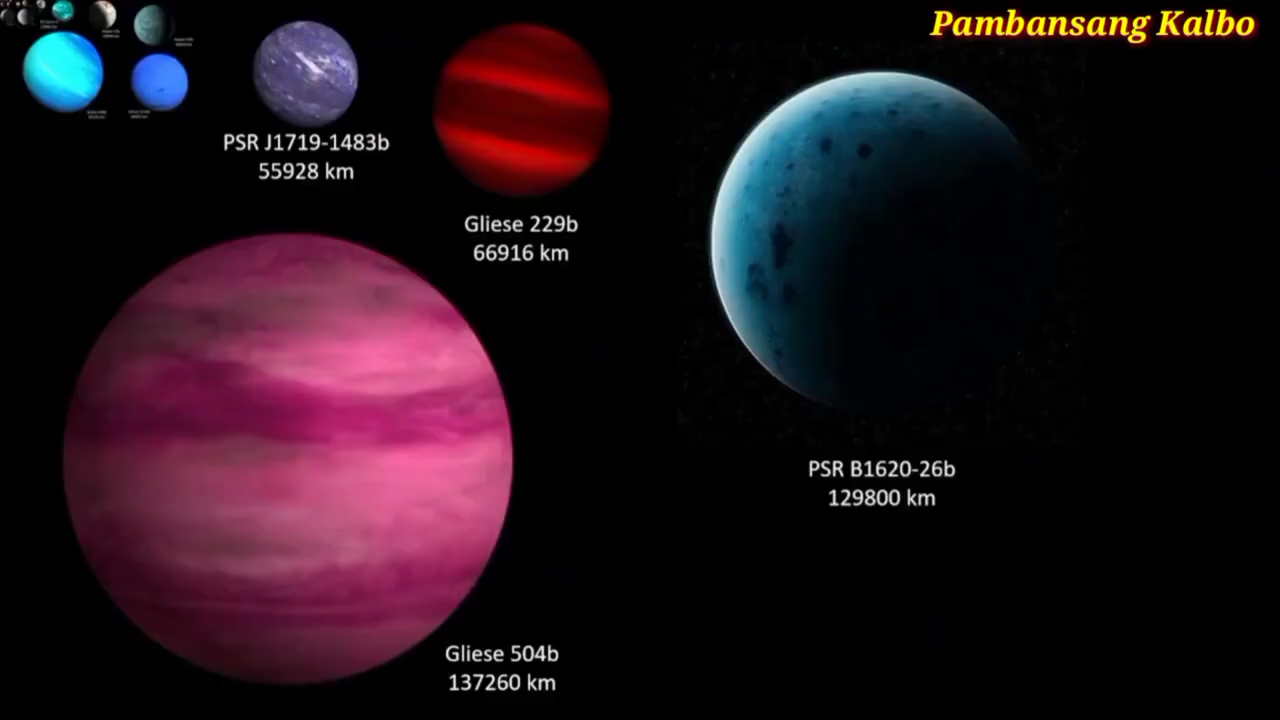 Pambansang Kalbo
PSR J1719-1483b
55928 km
Gliese 229b
66916 km
PSR B1620-26b
129800 km
Gliese 504b
137260 km